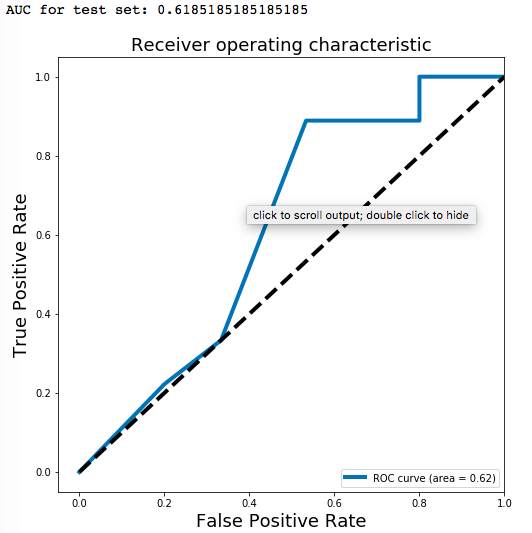 AUC for test set: 0.6185185185185185
Receiver operating characteristic
1.0
0.8
0.6
0.4
0.2
0.0
True Positive Rate
click to scroll output; double click to hide
ROC curve (area = 0.62)
0.0 0.2 0.4 0.6 0.8 1.0
False Positive Rate